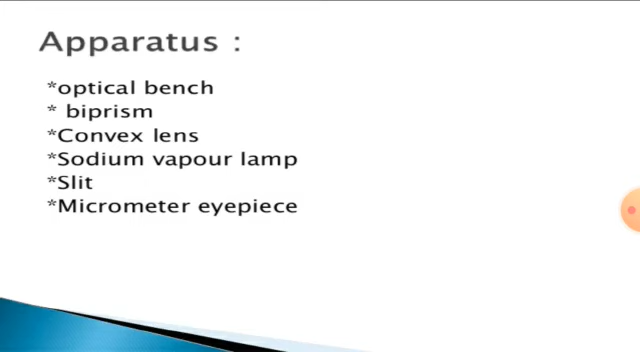 Apparatus :
*optical bench
* biprism
*Convex lens
*Sodium vapour lamp
*Slit
*Micrometer eyepiece